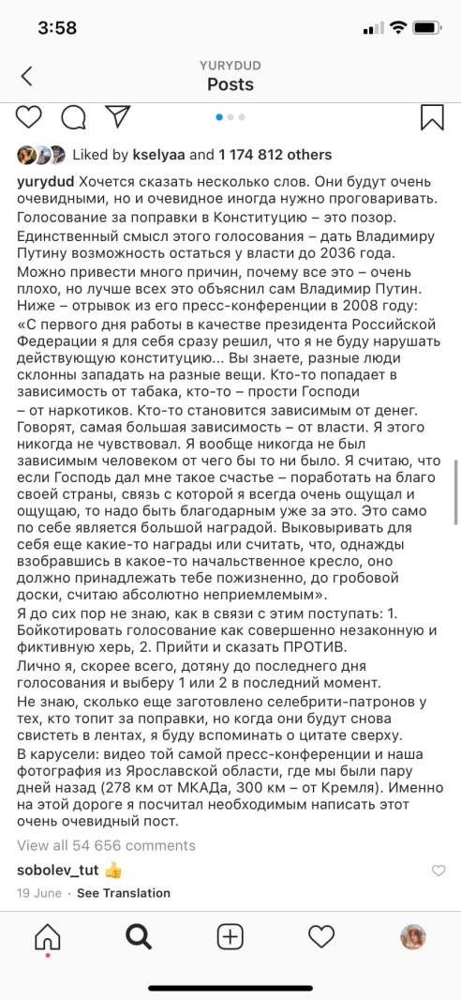 3:58
YURYDUD
Posts
Liked by kselyaa and 1 174 812 others
yurydud Хочется сказать несколько слов. Они будут очень
очевидными, но и очевидное иногда нужно проговаривать.
Голосование за поправки в Конституцию – это позор.
Единственный смысл этого голосования – дать Владимиру
Путину возможность остаться у власти до 2036 года.
Можно привести много причин, почему все это – очень
плохо, но лучше всех это объяснил сам Владимир Путин.
Ниже – отрывок из его пресс-конференции в 2008 году:
«С первого дня работы в качестве президента Российской
Федерации я для себя сразу решил, что я не буду нарушать
действующую конституцию... Вы знаете, разные люди
склонны западать на разные вещи. Кто-то попадает в
зависимость от табака, кто-то – прости Господи
– от наркотиков. Кто-то становится зависимым от денег.
Говорят, самая большая зависимость – от власти. Я этого
никогда не чувствовал. Я вообще никогда не был
зависимым человеком от чего бы то ни было. Я считаю, что
если Господь дал мне такое счастье – поработать на благо
своей страны, связь с которой я всегда очень ощущал и
ощущаю, то надо быть благодарным уже за это. Это само
по себе является большой наградой. Выковыривать для
себя еще какие-то награды или считать, что, однажды
взобравшись в какое-то начальственное кресло, оно
должно принадлежать тебе пожизненно, до гробовой
доски, считаю абсолютно неприемлемым».
Я до сих пор не знаю, как в связи с этим поступать: 1.
Бойкотировать голосование как совершенно незаконную и
фиктивную херь, 2. Прийти и сказать ПРОТИВ.
Лично я, скорее всего, дотяну до последнего дня
голосования и выберу 1 или 2 в последний момент.
Не знаю, сколько еще заготовлено селебрити-патронов у
тех, кто топит за поправки, но когда они будут снова
свистеть в лентах, я буду вспоминать о цитате сверху.
В карусели: видео той самой пресс-конференции и наша
фотография из Ярославской области, где мы были пару
дней назад (278 км от МКАДа, 300 км – от Кремля). Именно
на этой дороге я посчитал необходимым написать этот
очень очевидный пост.
View all 54 656 comments
sobolev_tut 👍
19 June · See Translation